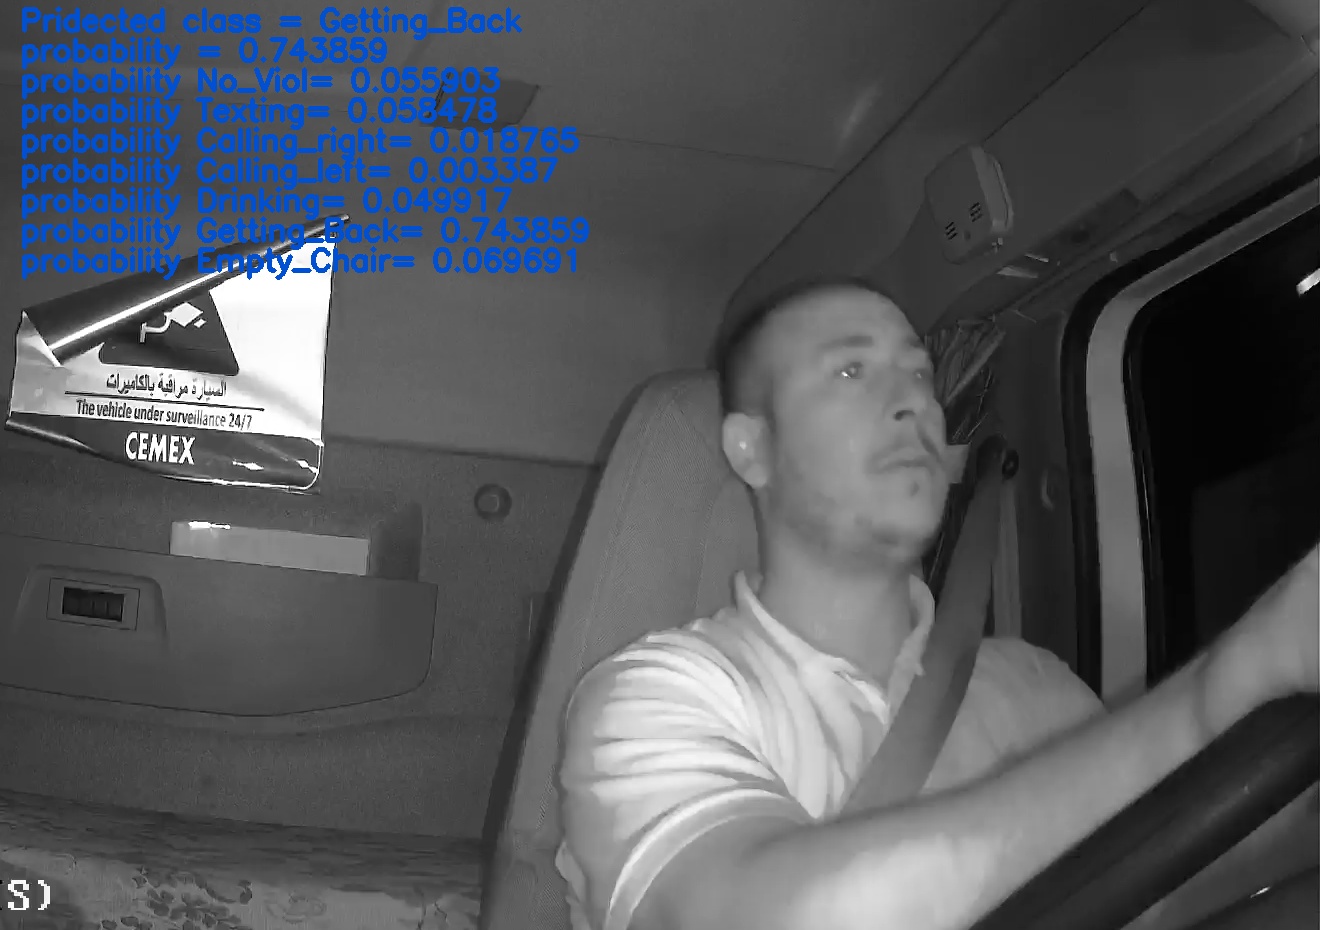 Pridected class = Getting_Back
probability = 0.743859
probability No_Viol= 0.055903
probability Texting= 0.058478
probability Calling_right= 0.018765
probability Calling_left= 0.003387
probability Drinking= 0.049917
probability Getting_Back= 0.743859
probability Empty_Chair= 0.069691
السيارة مراقبة بالكاميرات
The vehicle under surveillance 24/7
CEMEX
S)